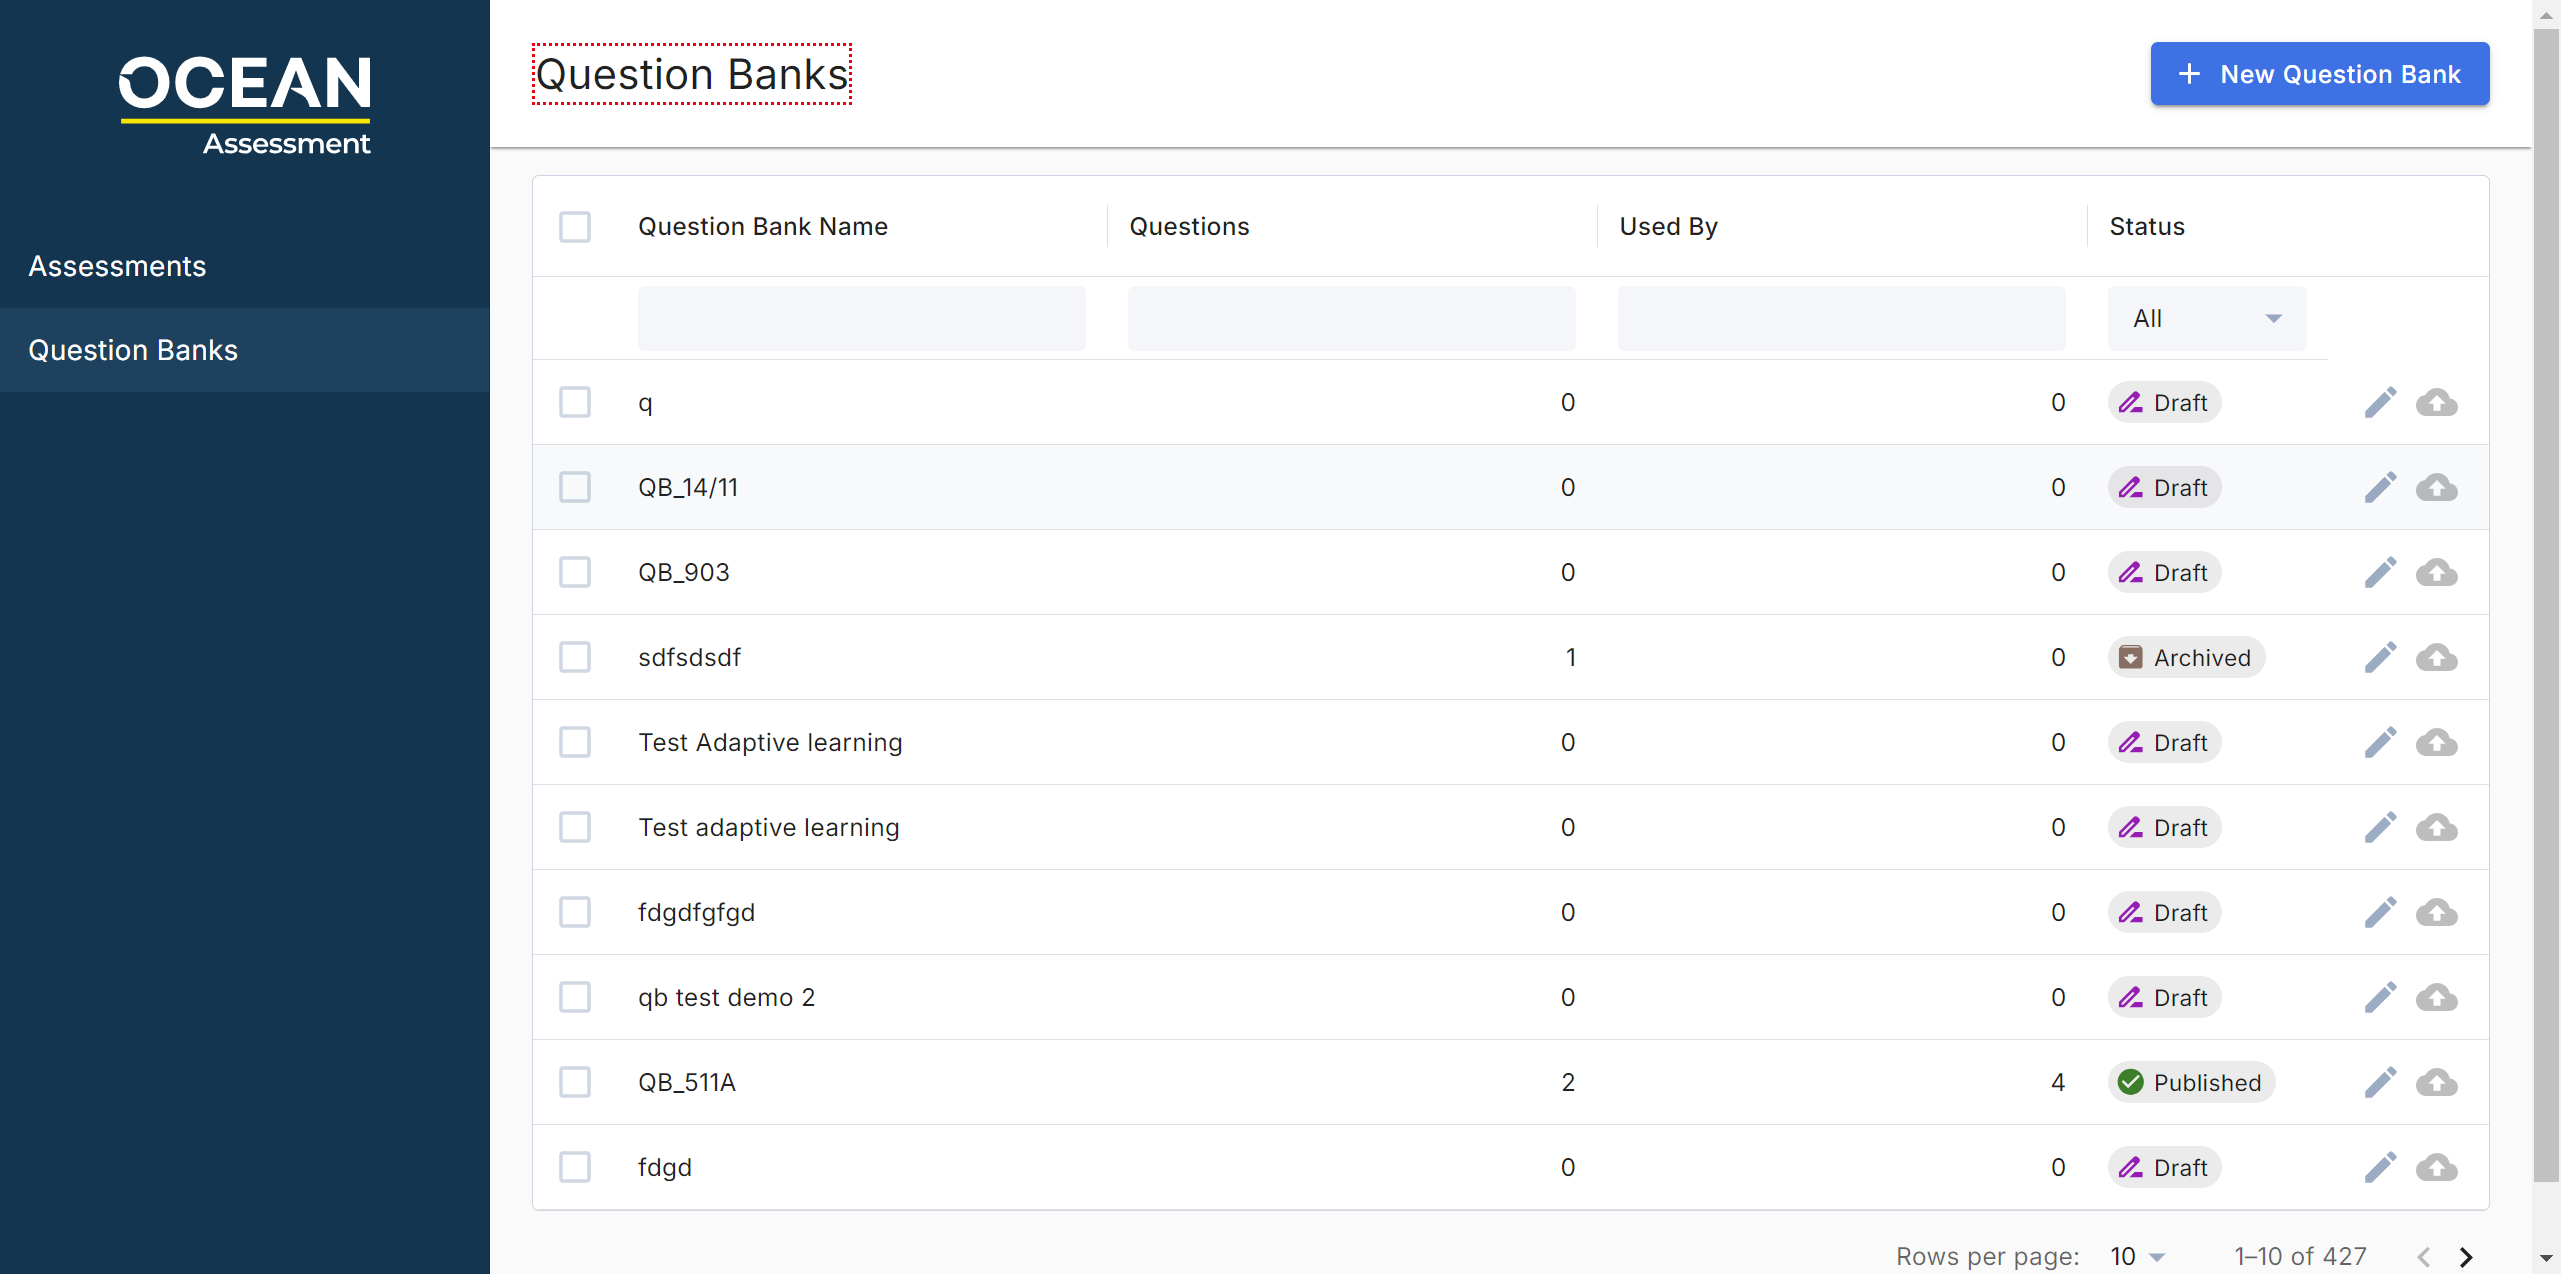 OCEAN
Assessment
Assessments
Question Banks
Question Banks
New Question Bank
Question Bank Name Questions Used By Status
All
q 0 0 Draft
QB_14/11 0 0 Draft
QB_903 0 0 Draft
sdfsdsdf 1 0 Archived
Test Adaptive learning 0 0 Draft
Test adaptive learning 0 0 Draft
fdgdfgfgd 0 0 Draft
qb test demo 2 0 0 Draft
QB_511A 2 4 Published
fdgd 0 0 Draft
Rows per page: 10 1–10 of 427